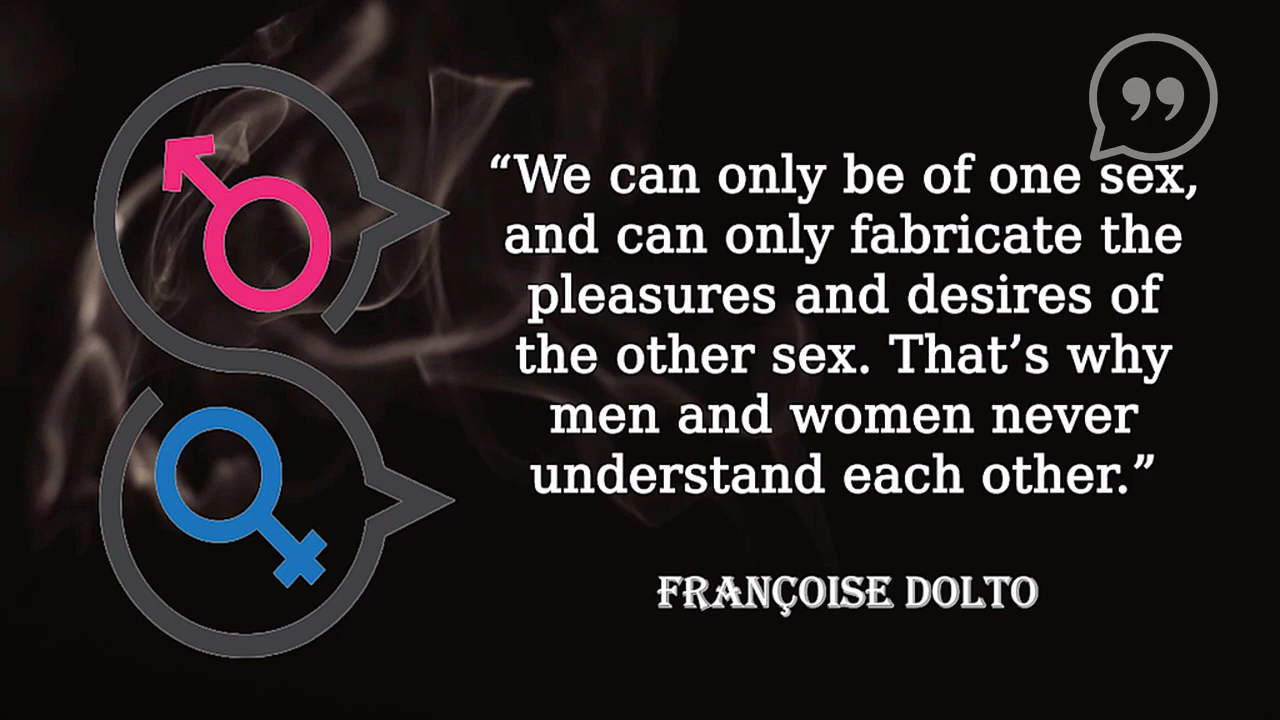 “We can only be of one sex,
and can only fabricate the
pleasures and desires of
the other sex. That’s why
men and women never
understand each other.”
FRANÇOISE DOLTO